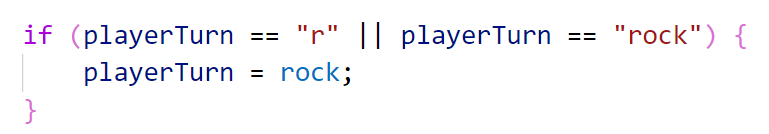 if (playerTurn == "r" || playerTurn == "rock") {
    playerTurn = rock;
}